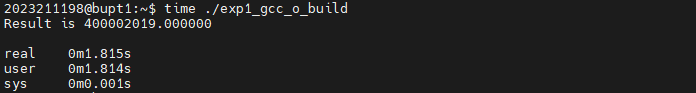 2023211198@bupt1:~$ time ./exp1_gcc_o_build
Result is 400002019.000000
real 0m1.815s
user 0m1.814s
sys 0m0.001s